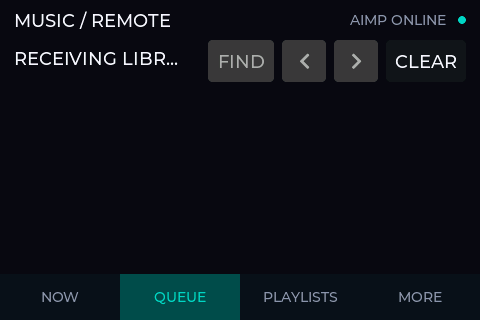 MUSIC / REMOTE
AIMP ONLINE
RECEIVING LIBR...
FIND
CLEAR
NOW
QUEUE
PLAYLISTS
MORE